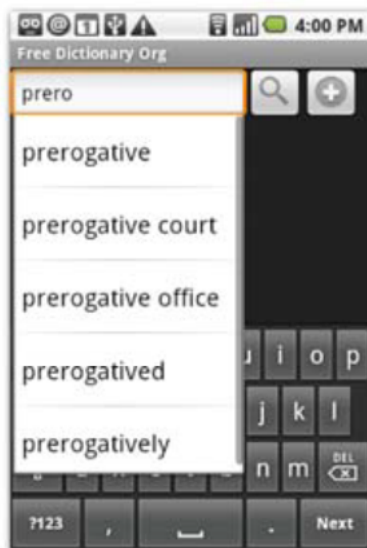 4:00 PM
Free Dictionary Org
prero
prerogative
prerogative court
prerogative office
prerogatived
prerogatively
i o p
j k l
n m DEL
?123 , . Next